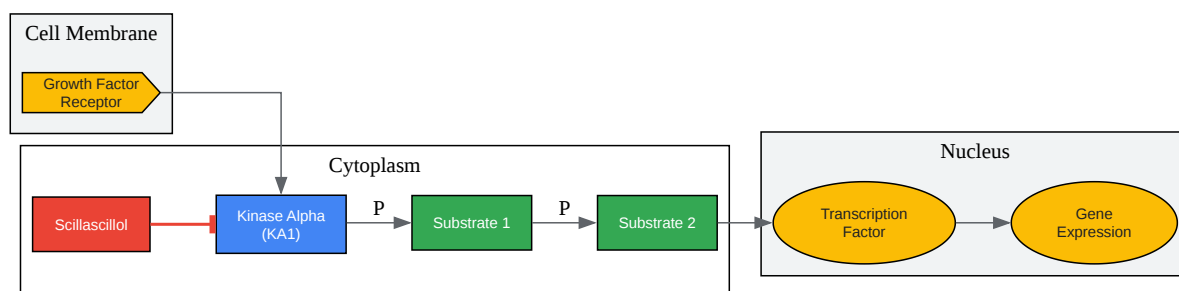 Cell Membrane
Growth Factor
Receptor
Cytoplasm
Nucleus
Scillascillol
Kinase Alpha
(KA1)
P
Substrate 1
P
Substrate 2
Transcription
Factor
Gene
Expression